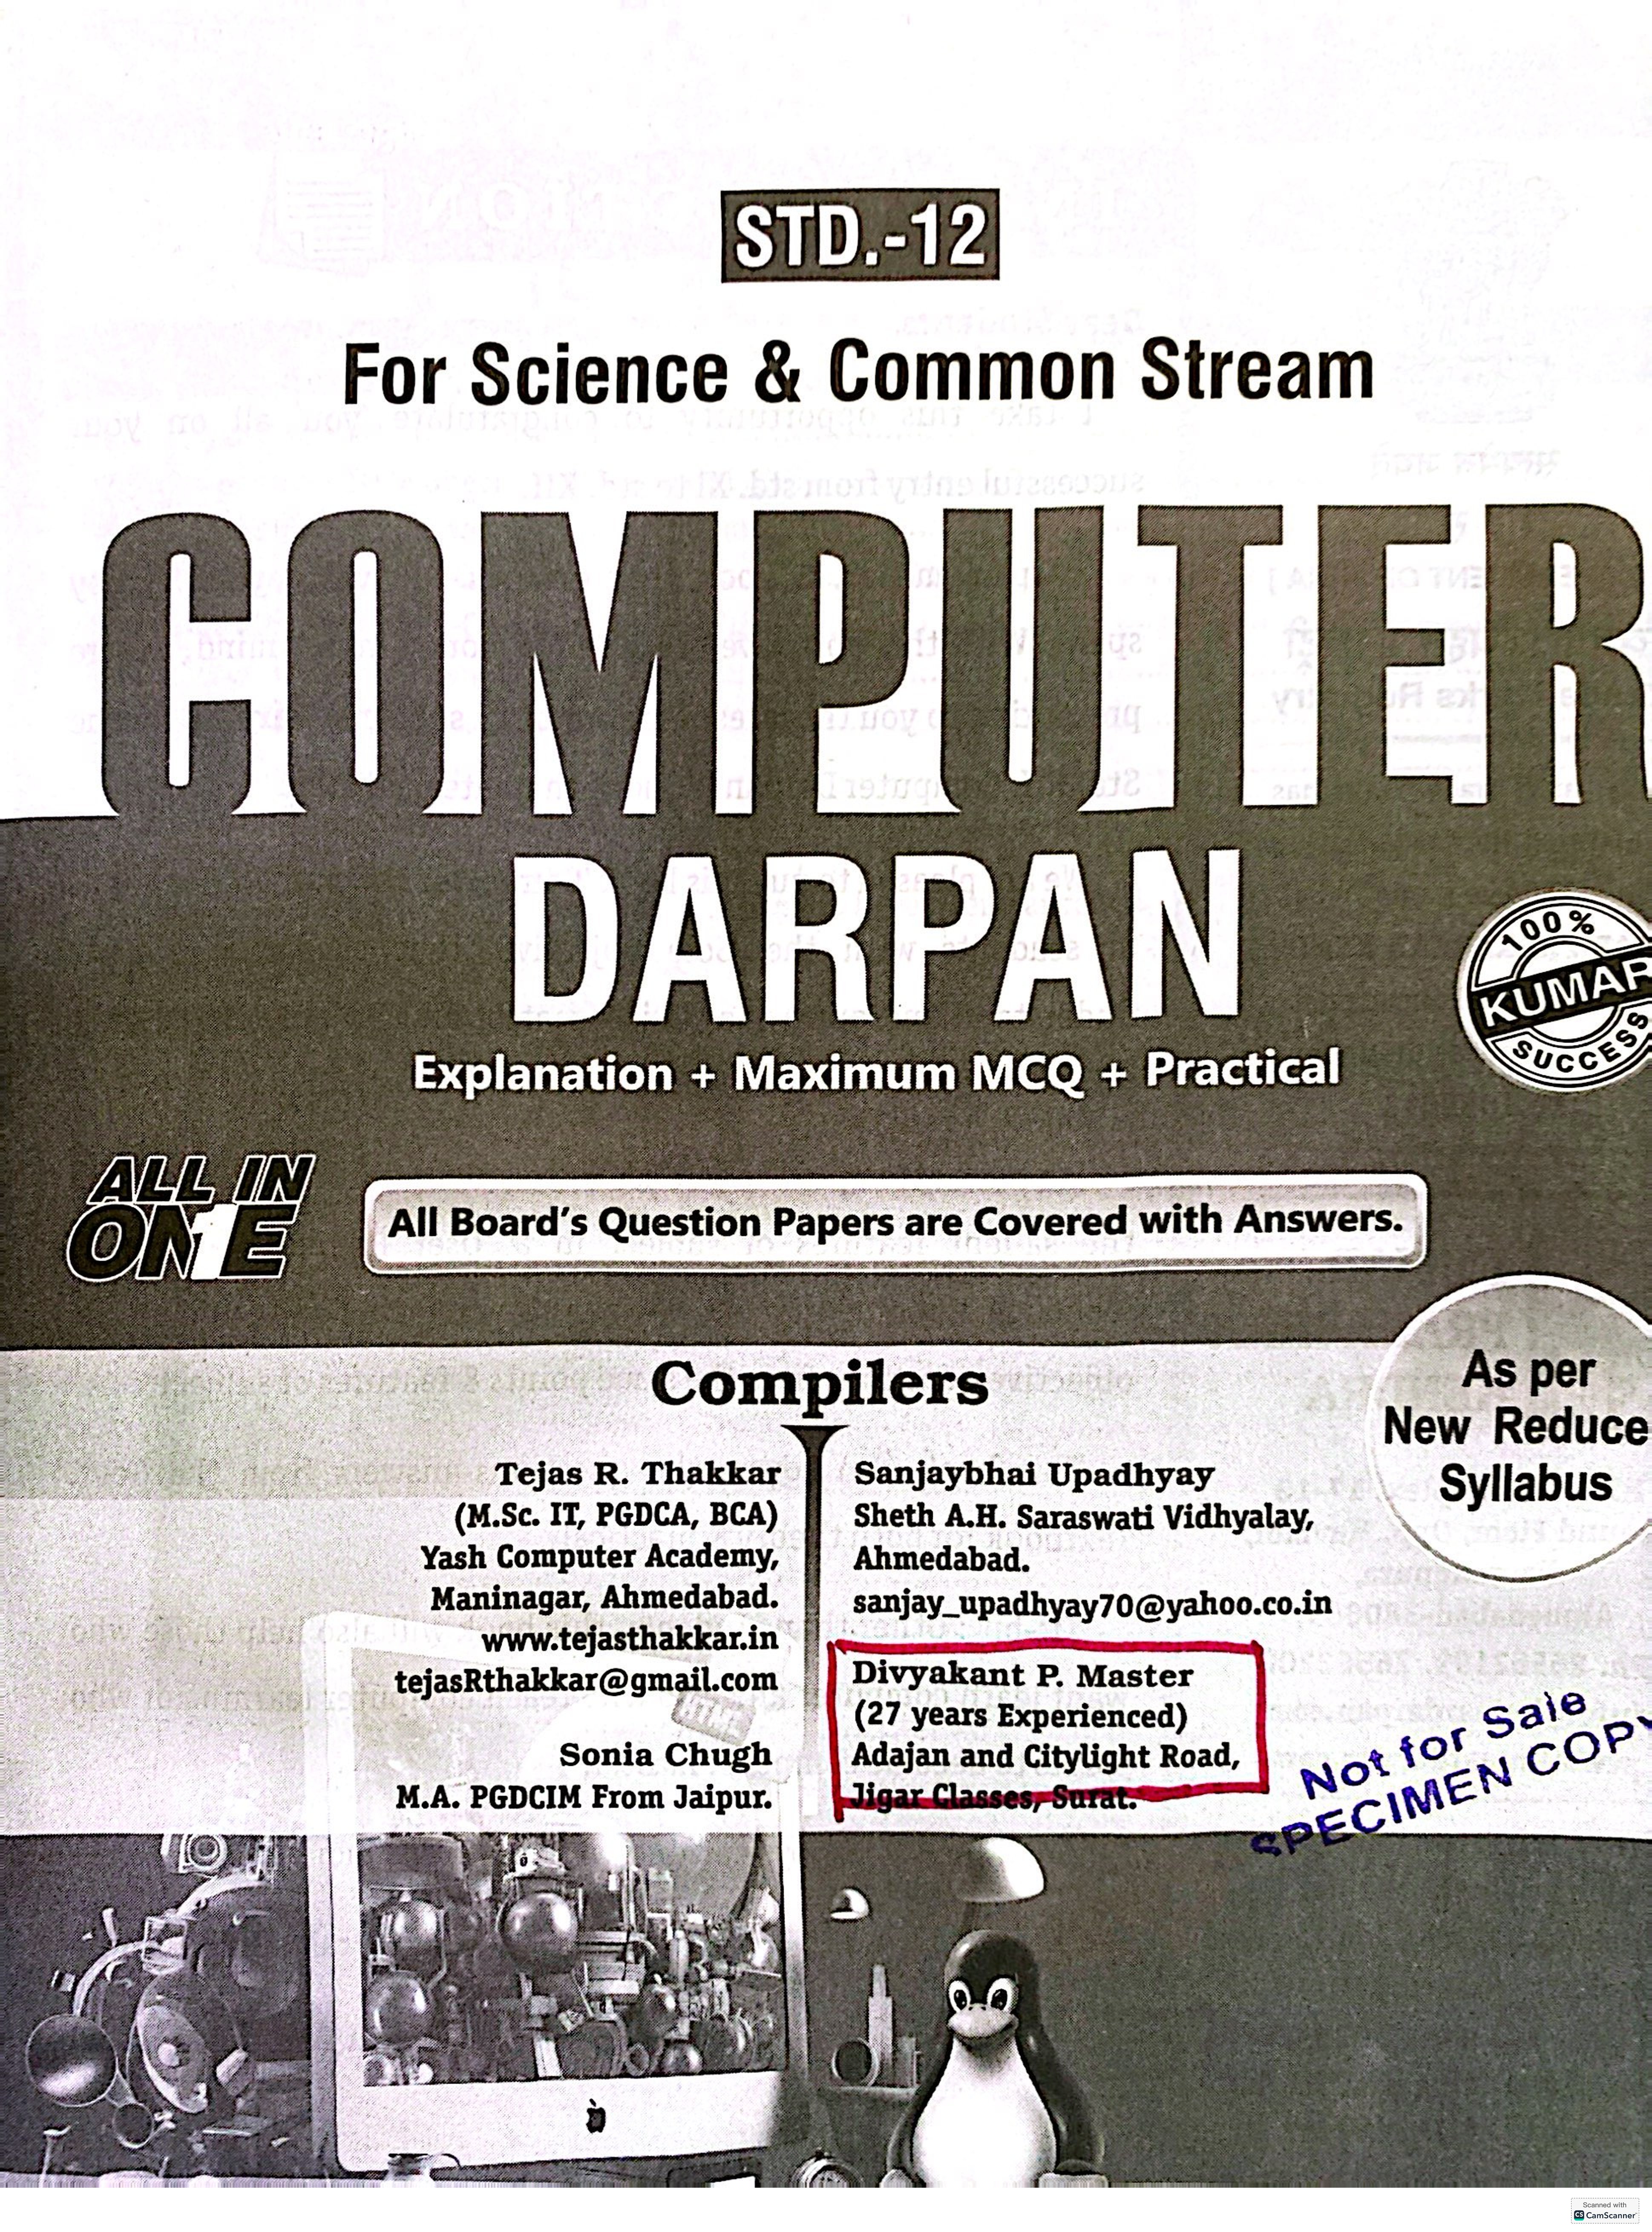 STD.-12
For Science & Common Stream
COMPUTER
DARPAN
Explanation + Maximum MCQ + Practical
100%
KUMAR
SUCCESS
ALL IN
ON1E
All Board's Question Papers are Covered with Answers.
As per
New Reduce
Syllabus
Compilers
Tejas R. Thakkar
(M.Sc. IT, PGDCA, BCA)
Yash Computer Academy,
Maninagar, Ahmedabad.
www.tejasthakkar.in
tejasRthakkar@gmail.com
Sonia Chugh
M.A. PGDCIM From Jaipur.
Sanjaybhai Upadhyay
Sheth A.H. Saraswati Vidhyalay,
Ahmedabad.
sanjay_upadhyay70@yahoo.co.in
Divyakant P. Master
(27 years Experienced)
Adajan and Citylight Road,
Jigar Classes, Surat.
Not for Sale
SPECIMEN COPY
HTML
Scanned with
CS CamScanner